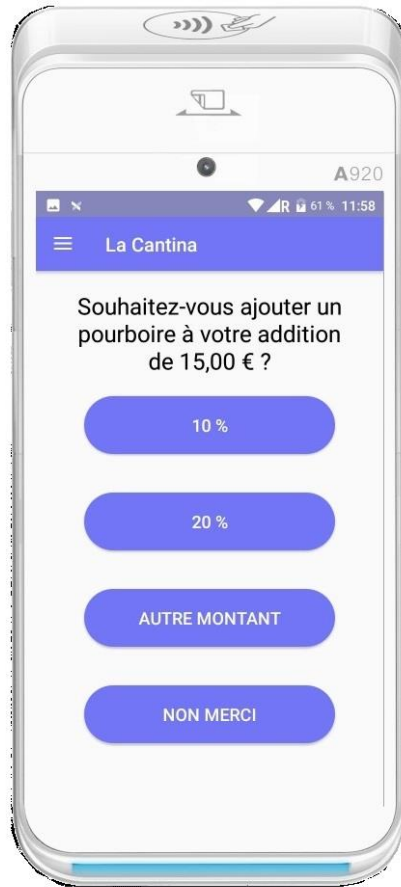 A920
61 % 11:58
La Cantina
Souhaitez-vous ajouter un
pourboire à votre addition
de 15,00 € ?
10 %
20 %
AUTRE MONTANT
NON MERCI